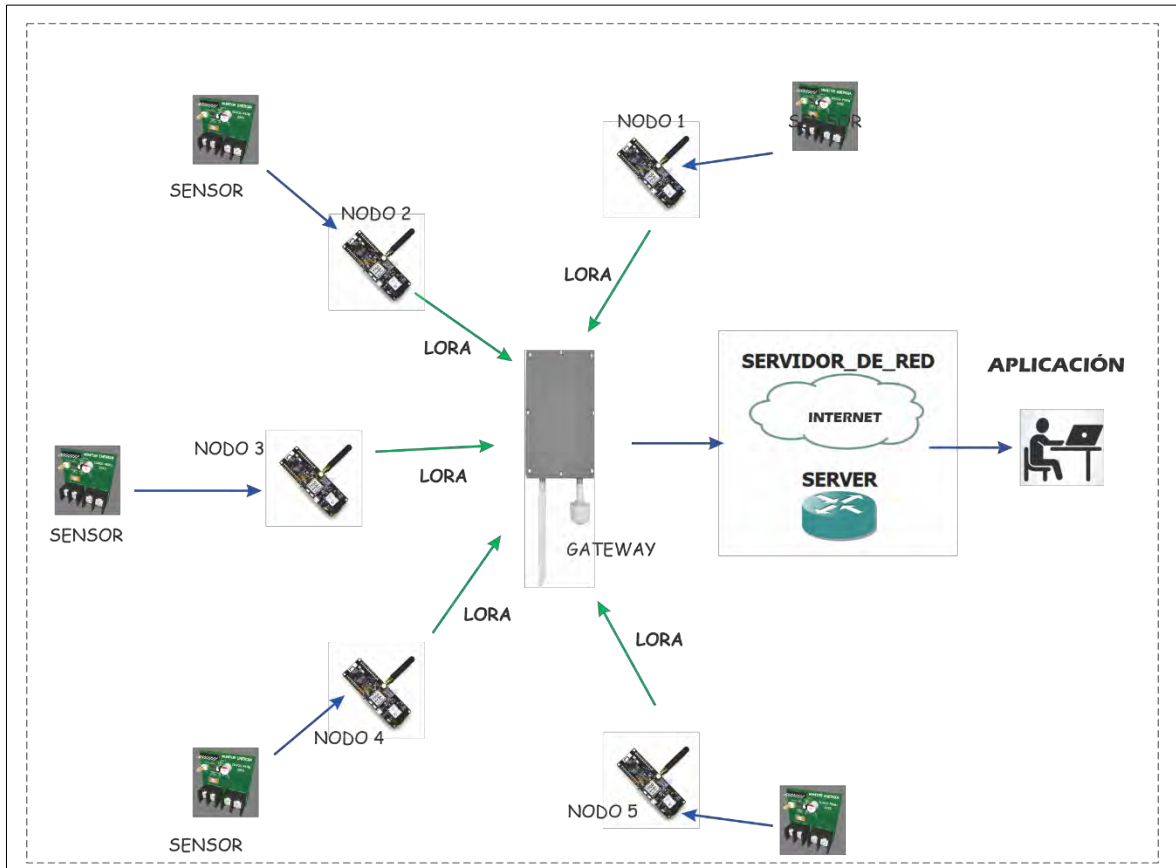 NODO 1
SENSOR
SENSOR
NODO 2
LORA
LORA
SERVIDOR_DE_RED
INTERNET
SERVER
APLICACIÓN
NODO 3
LORA
SENSOR
GATEWAY
LORA
NODO 4
SENSOR
LORA
NODO 5